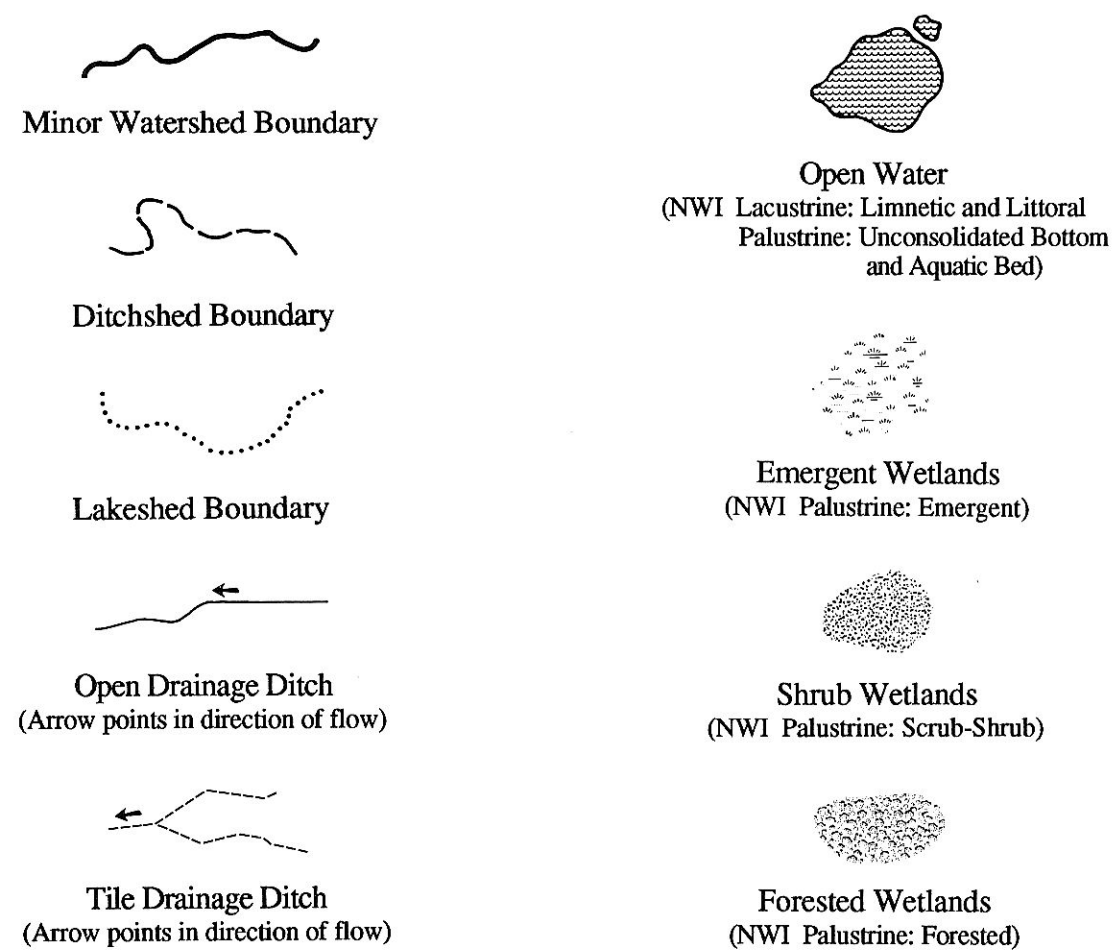 Minor Watershed Boundary
Ditchshed Boundary
Lakeshed Boundary
Open Drainage Ditch
(Arrow points in direction of flow)
Tile Drainage Ditch
(Arrow points in direction of flow)
Open Water
(NWI Lacustrine: Limnetic and Littoral
Palustrine: Unconsolidated Bottom
and Aquatic Bed)
Emergent Wetlands
(NWI Palustrine: Emergent)
Shrub Wetlands
(NWI Palustrine: Scrub-Shrub)
Forested Wetlands
(NWI Palustrine: Forested)